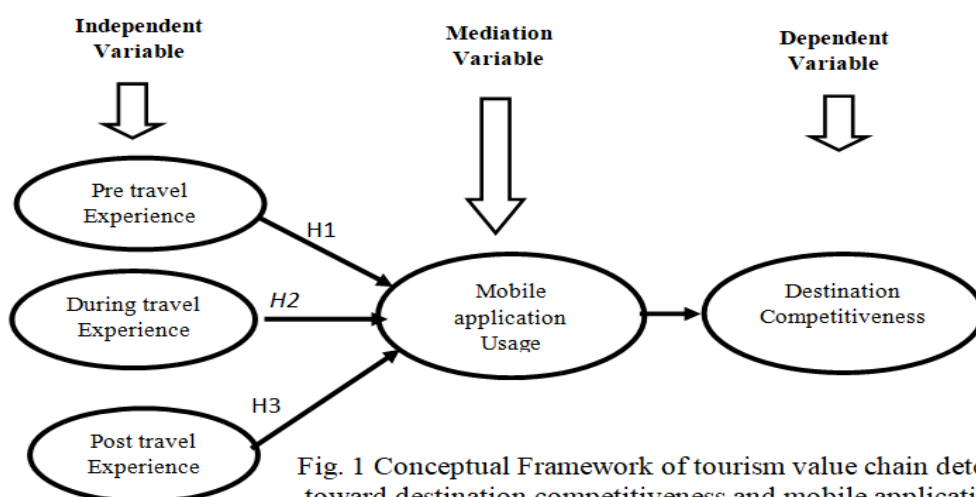 Independent
Variable
Mediation
Variable
Dependent
Variable
Pre travel
Experience
H1
During travel
Experience
H2
Mobile
application
Usage
Destination
Competitiveness
H3
Post travel
Experience
Fig. 1 Conceptual Framework of tourism value chain
toward destination competitiveness and mobile